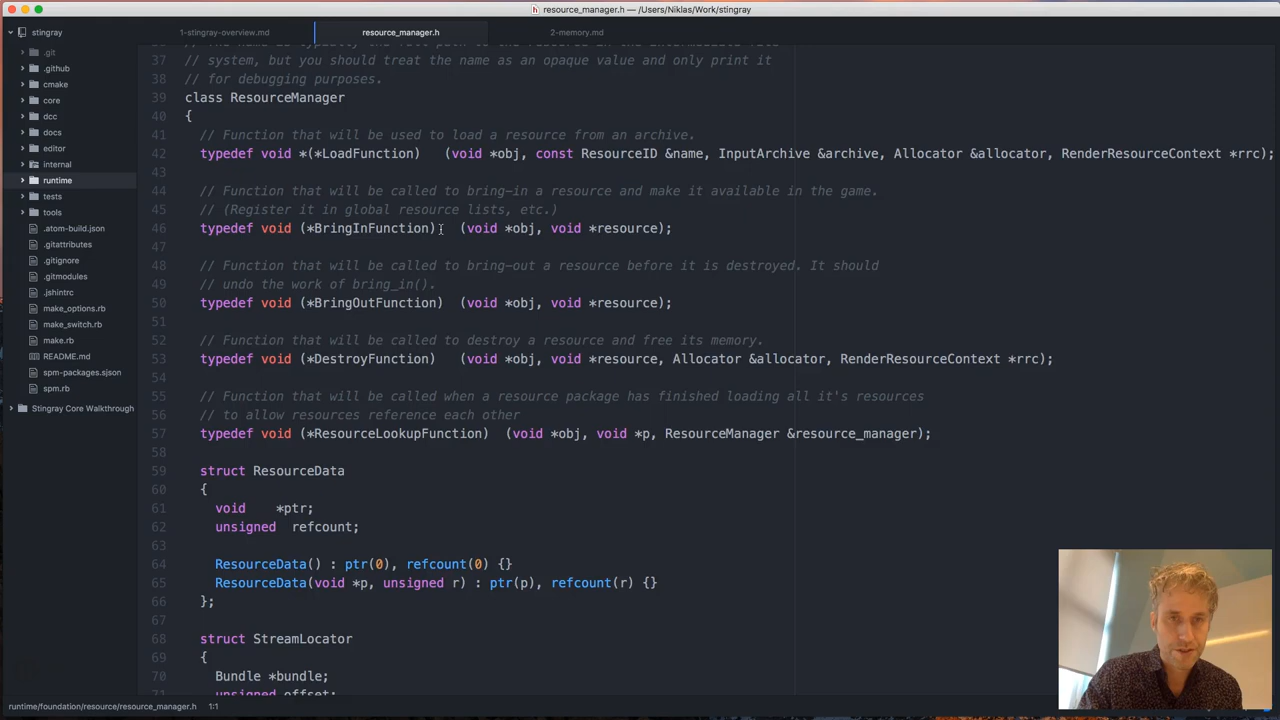 resource_manager.h — /Users/Niklas/Work/stingray
stingray
1-stingray-overview.md
resource_manager.h
2-memory.md
.git
.github
cmake
core
dcc
docs
editor
internal
runtime
tests
tools
.atom-build.json
.gitattributes
.gitignore
.gitmodules
.jshintrc
make_options.rb
make_switch.rb
make.rb
README.md
spm-packages.sjson
spm.rb
Stingray Core Walkthrough
37 // system, but you should treat the name as an opaque value and only print it
38 // for debugging purposes.
39 class ResourceManager
40 {
41 // Function that will be used to load a resource from an archive.
42 typedef void *(*LoadFunction) (void *obj, const ResourceID &name, InputArchive &archive, Allocator &allocator, RenderResourceContext *rrc);
43
44 // Function that will be called to bring-in a resource and make it available in the game.
45 // (Register it in global resource lists, etc.)
46 typedef void (*BringInFunction) (void *obj, void *resource);
47
48 // Function that will be called to bring-out a resource before it is destroyed. It should
49 // undo the work of bring_in().
50 typedef void (*BringOutFunction) (void *obj, void *resource);
51
52 // Function that will be called to destroy a resource and free its memory.
53 typedef void (*DestroyFunction) (void *obj, void *resource, Allocator &allocator, RenderResourceContext *rrc);
54
55 // Function that will be called when a resource package has finished loading all it's resources
56 // to allow resources reference each other
57 typedef void (*ResourceLookupFunction) (void *obj, void *p, ResourceManager &resource_manager);
58
59 struct ResourceData
60 {
61 void *ptr;
62 unsigned refcount;
63
64 ResourceData() : ptr(0), refcount(0) {}
65 ResourceData(void *p, unsigned r) : ptr(p), refcount(r) {}
66 };
67
68 struct StreamLocator
69 {
70 Bundle *bundle;
71 unsigned offset;
runtime/foundation/resource/resource_manager.h 1:1